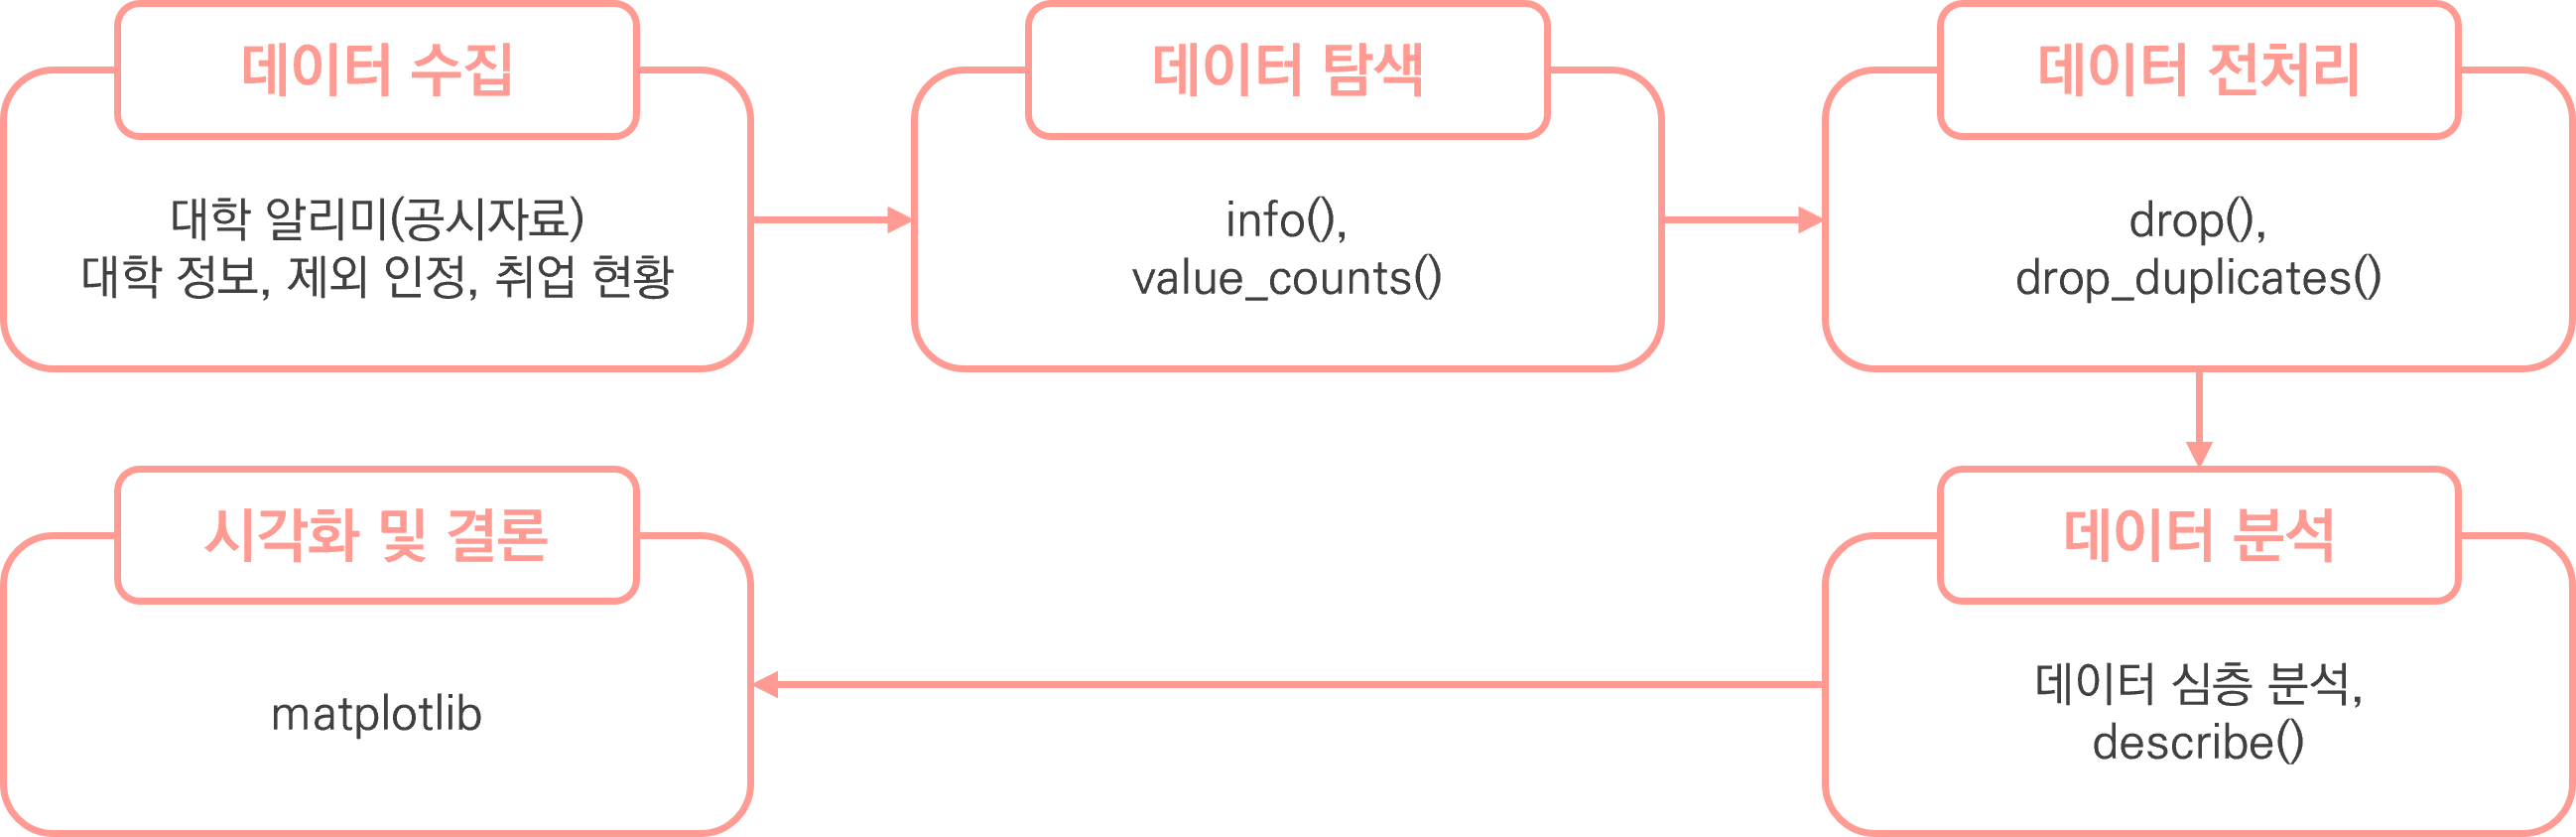 데이터 수집
대학 알리미(공시자료)
대학 정보, 제외 인정, 취업 현황
데이터 탐색
info(),
value_counts()
데이터 전처리
drop(),
drop_duplicates()
데이터 분석
데이터 심층 분석,
describe()
시각화 및 결론
matplotlib